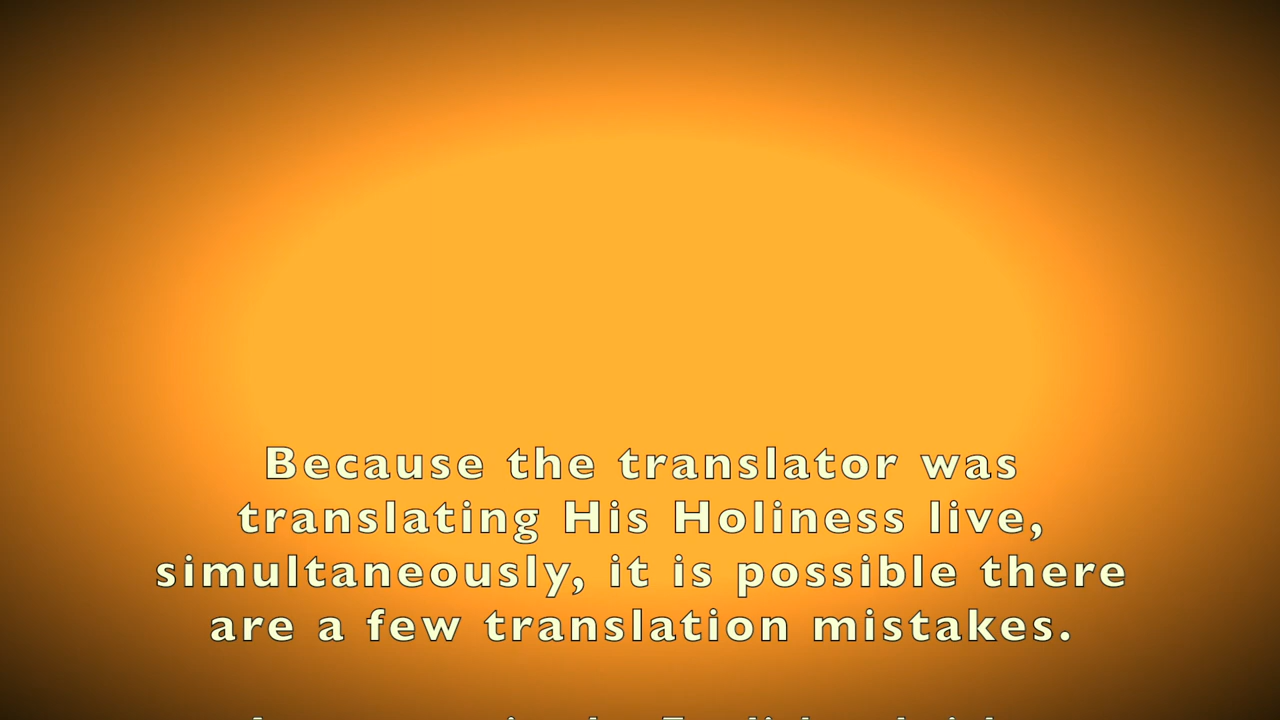 Because the translator was
translating His Holiness live,
simultaneously, it is possible there
are a few translation mistakes.